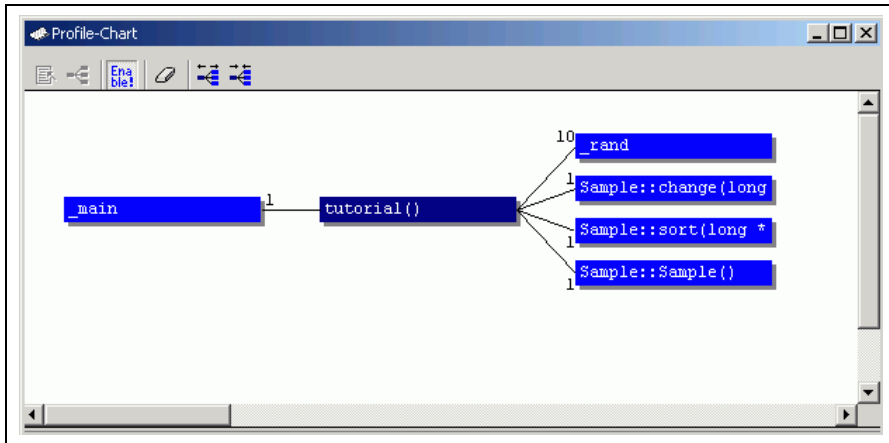 Profile-Chart
Ena
ble!
10
_rand
1
Sample::change(long
_main
1
tutorial()
Sample::sort(long *
1
Sample::Sample()
1